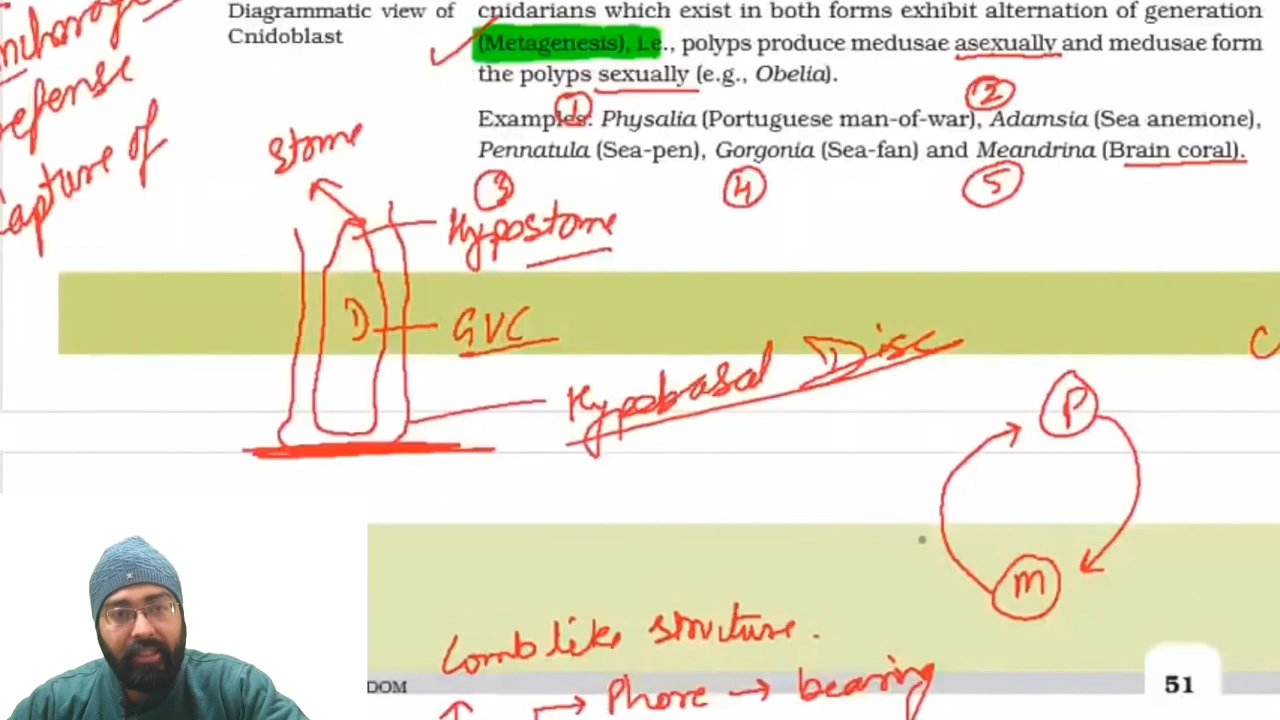 Diagrammatic view of
Cnidoblast
cnidarians which exist in both forms exhibit alternation of generation
(Metagenesis), i.e., polyps produce medusae asexually and medusae form
the polyps sexually (e.g., Obelia).
① ②
Examples: Physalia (Portuguese man-of-war), Adamsia (Sea anemone),
Pennatula (Sea-pen), Gorgonia (Sea-fan) and Meandrina (Brain coral).
③ ④ ⑤
capture of
Stome
Hypostome
GVC
Hypobasal Disc
P
M
Comb like structure.
→ Phore → bearing
DOM
51